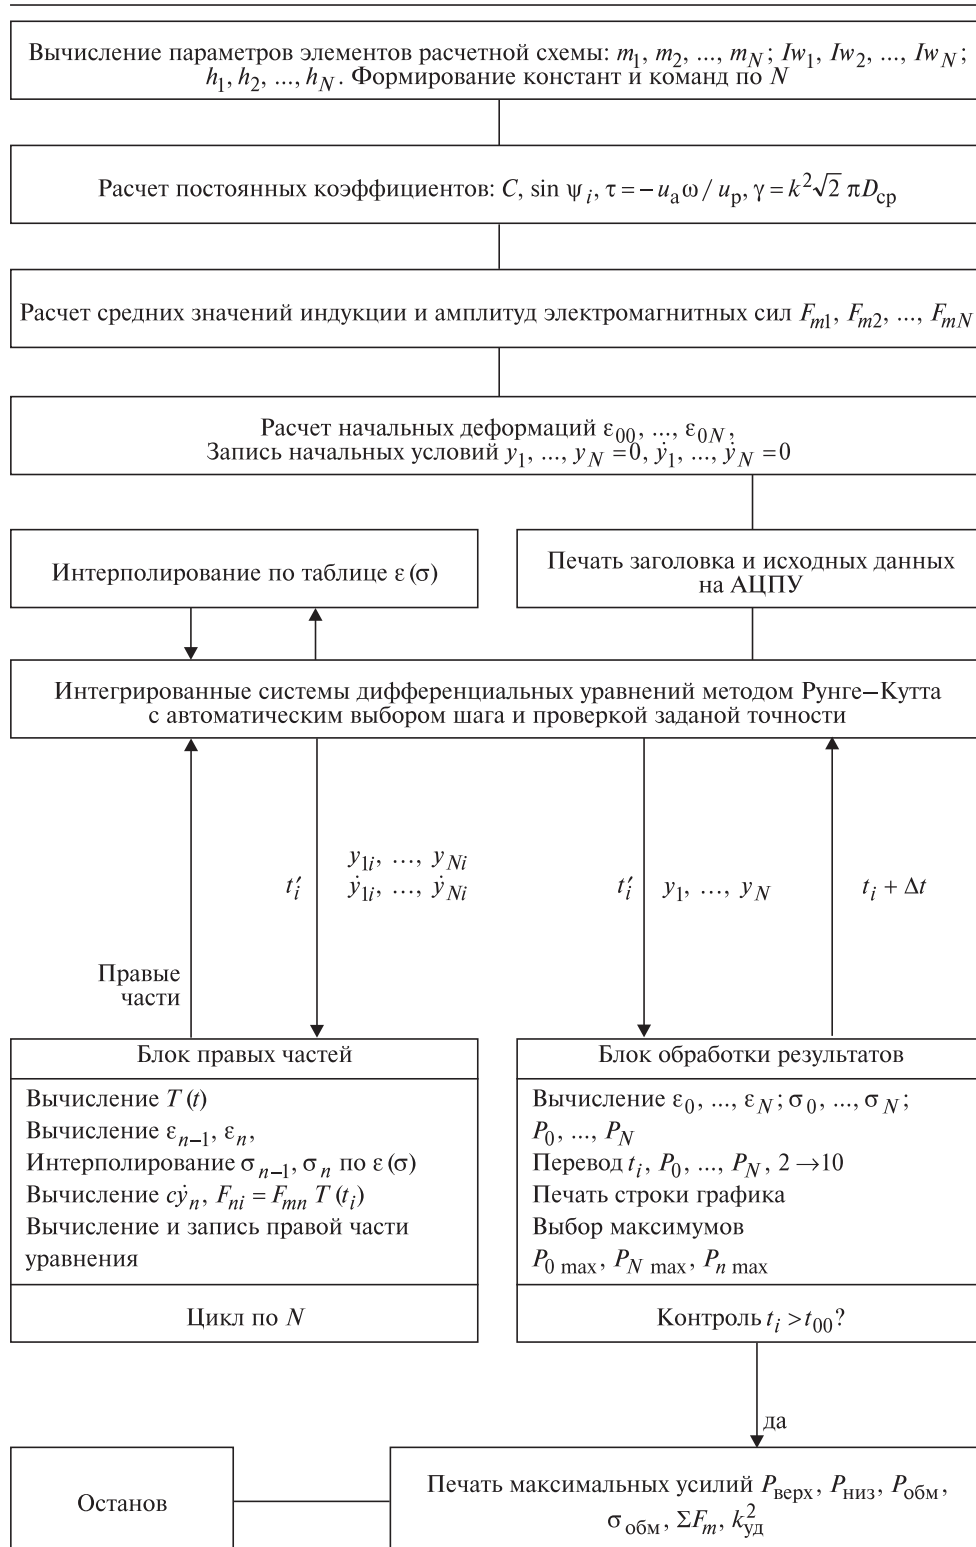 Вычисление параметров элементов расчетной схемы: m₁, m₂, ..., m_N; Iw₁, Iw₂, ..., Iw_N;
h₁, h₂, ..., h_N. Формирование констант и команд по N
Расчет постоянных коэффициентов: C, sin ψ_i, τ = −u_а ω / u_р, γ = k²√2 πD_ср
Расчет средних значений индукции и амплитуд электромагнитных сил F_m1, F_m2, ..., F_mN
Расчет начальных деформаций ε₀₀, ..., ε_0N,
Запись начальных условий y₁, ..., y_N = 0, ẏ₁, ..., ẏ_N = 0
Интерполирование по таблице ε(σ)
Печать заголовка и исходных данных
на АЦПУ
Интегрированные системы дифференциальных уравнений методом Рунге–Кутта
с автоматическим выбором шага и проверкой заданой точности
Правые
части
t′_i
y_1i, ..., y_Ni
ẏ_1i, ..., ẏ_Ni
t′_i
y₁, ..., y_N
t_i + Δt
Блок правых частей
Вычисление T(t)
Вычисление ε_n−1, ε_n,
Интерполирование σ_n−1, σ_n по ε(σ)
Вычисление cẏ_n, F_ni = F_mn T(t_i)
Вычисление и запись правой части
уравнения
Цикл по N
Блок обработки результатов
Вычисление ε₀, ..., ε_N; σ₀, ..., σ_N;
P₀, ..., P_N
Перевод t_i, P₀, ..., P_N, 2 →10
Печать строки графика
Выбор максимумов
P_0 max, P_N max, P_n max
Контроль t_i > t₀₀?
да
Останов
Печать максимальных усилий P_верх, P_низ, P_обм,
σ_обм, ΣF_m, k²_уд